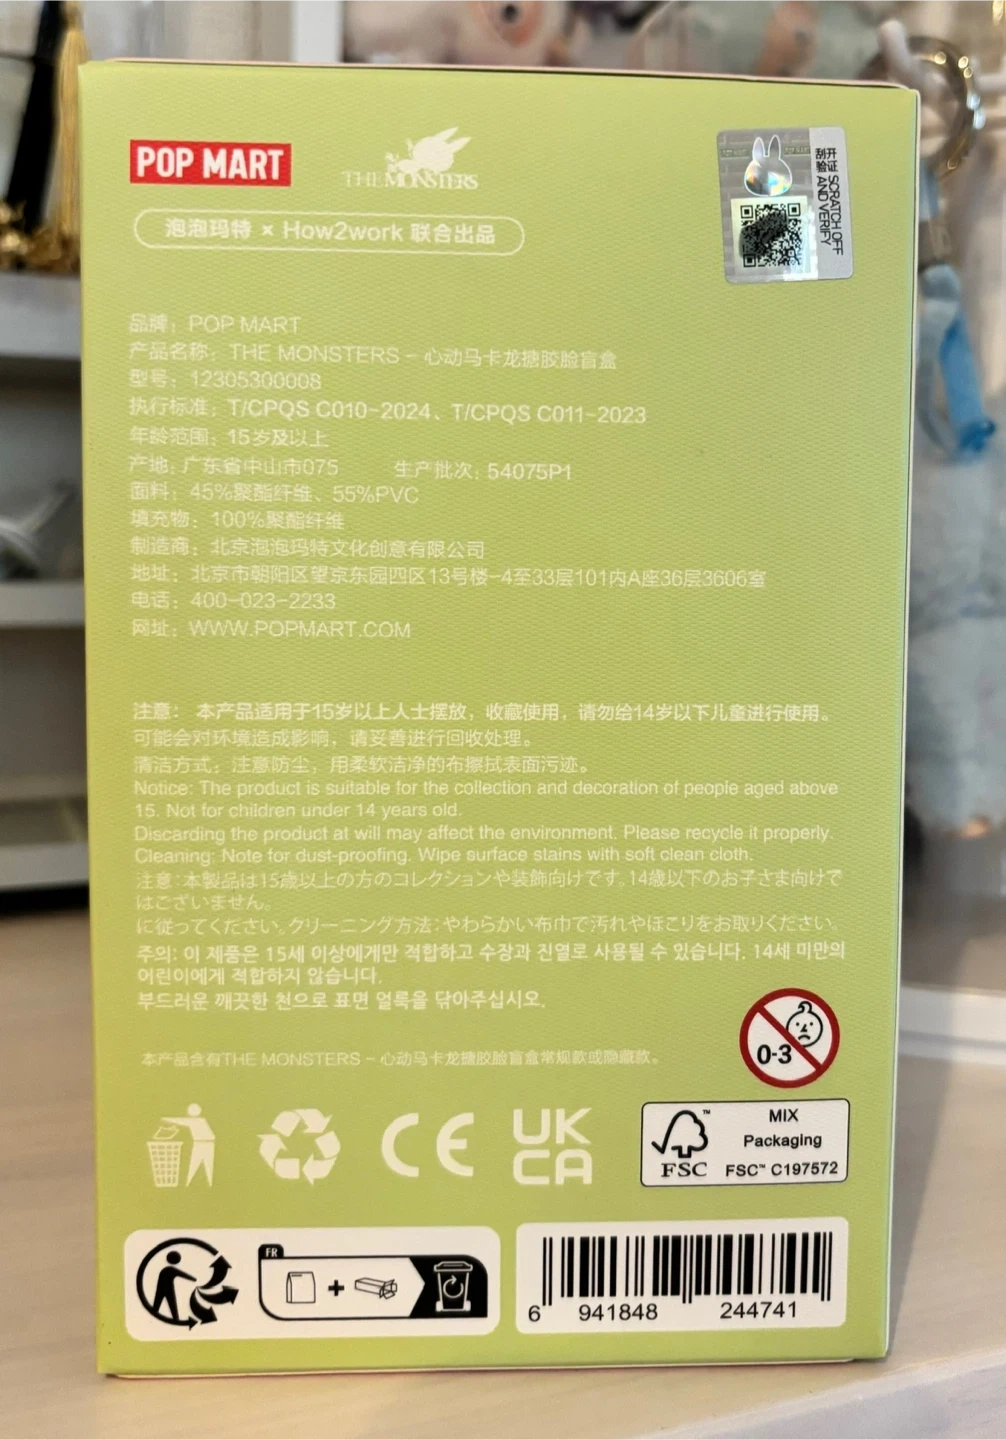 POP MART
THE MONSTERS
泡泡玛特 × How2work 联合出品
开 SCRATCH OFF
刮验 AND VERIFY
品牌：POP MART
产品名称：THE MONSTERS - 心动马卡龙搪胶脸盲盒
型号：12305300008
执行标准：T/CPQS C010-2024、T/CPQS C011-2023
年龄范围：15岁及以上
产地：广东省中山市075 生产批次：54075P1
面料：45%聚酯纤维、55%PVC
填充物：100%聚酯纤维
制造商：北京泡泡玛特文化创意有限公司
地址：北京市朝阳区望京东园四区13号楼-4至33层101内A座36层3606室
电话：400-023-2233
网址：WWW.POPMART.COM
注意：本产品适用于15岁以上人士摆放，收藏使用，请勿给14岁以下儿童进行使用。
可能会对环境造成影响，请妥善进行回收处理。
清洁方式：注意防尘，用柔软洁净的布擦拭表面污迹。
Notice: The product is suitable for the collection and decoration of people aged above
15. Not for children under 14 years old.
Discarding the product at will may affect the environment. Please recycle it properly.
Cleaning: Note for dust-proofing. Wipe surface stains with soft clean cloth.
注意：本製品は15歳以上の方のコレクションや装飾向けです。14歳以下のお子さま向けで
はございません。
に従ってください。クリーニング方法：やわらかい布巾で汚れやほこりをお取りください。
주의: 이 제품은 15세 이상에게만 적합하고 수장과 진열로 사용될 수 있습니다. 14세 미만의
어린이에게 적합하지 않습니다.
부드러운 깨끗한 천으로 표면 얼룩을 닦아주십시오.
0-3
本产品含有THE MONSTERS - 心动马卡龙搪胶脸盲盒常规款或隐藏款。
CE
UK
CA
FSC™
MIX
Packaging
FSC™ C197572
FR
6 941848 244741